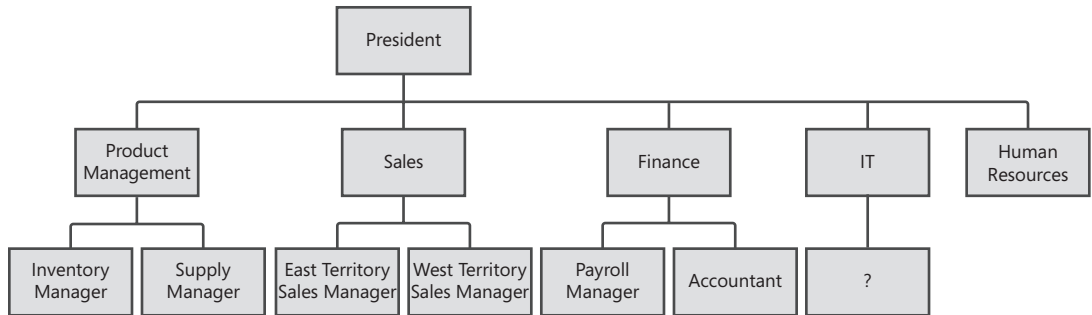 President
Product
Management
Sales
Finance
IT
Human
Resources
Inventory
Manager
Supply
Manager
East Territory
Sales Manager
West Territory
Sales Manager
Payroll
Manager
Accountant
?